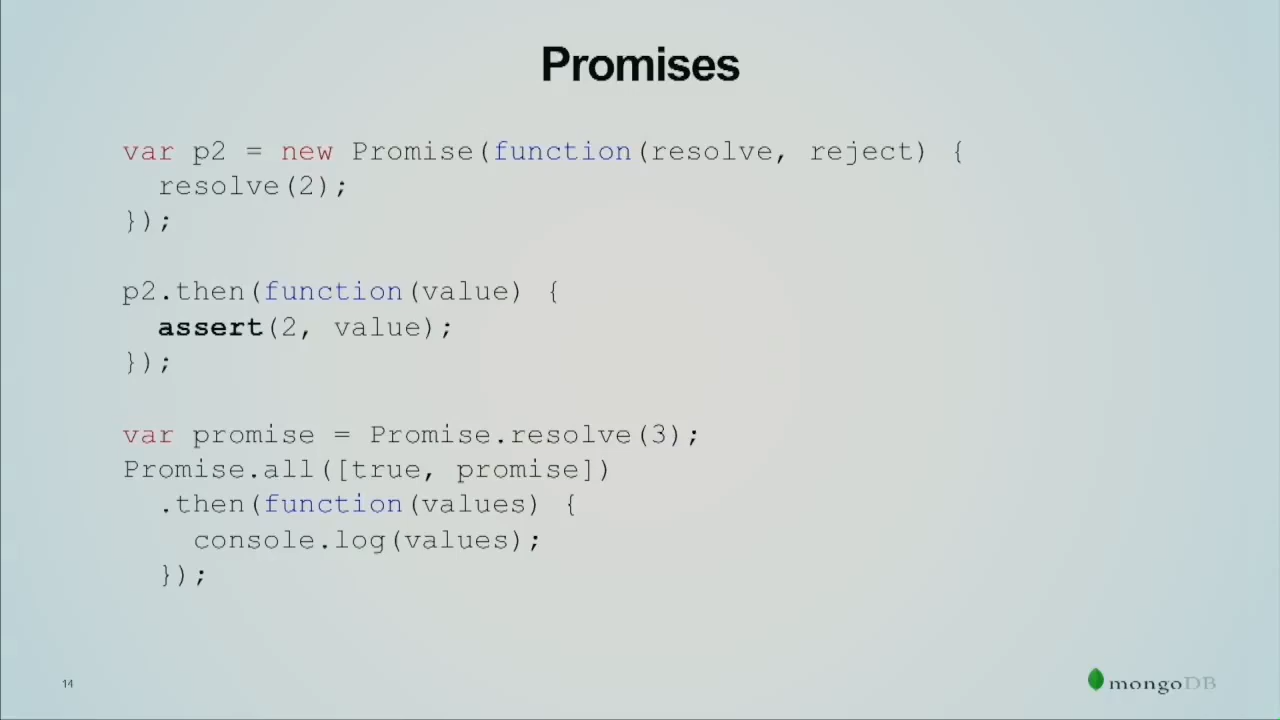 Promises
var p2 = new Promise(function(resolve, reject) {
  resolve(2);
});
p2.then(function(value) {
  assert(2, value);
});
var promise = Promise.resolve(3);
Promise.all([true, promise])
  .then(function(values) {
    console.log(values);
  });
14
mongoDB